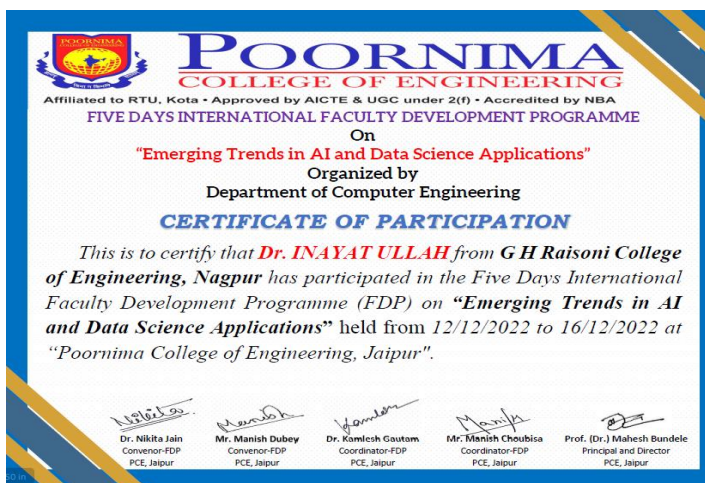 POORNIMA
COLLEGE OF ENGINEERING
Affiliated to RTU, Kota • Approved by AICTE & UGC under 2(f) • Accredited by NBA
FIVE DAYS INTERNATIONAL FACULTY DEVELOPMENT PROGRAMME
On
"Emerging Trends in AI and Data Science Applications"
Organized by
Department of Computer Engineering
CERTIFICATE OF PARTICIPATION
This is to certify that Dr. INAYAT ULLAH from G H Raisoni College
of Engineering, Nagpur has participated in the Five Days International
Faculty Development Programme (FDP) on “Emerging Trends in AI
and Data Science Applications” held from 12/12/2022 to 16/12/2022 at
“Poornima College of Engineering, Jaipur".
Nikita Manish Kamlesh Manish
Dr. Nikita Jain Mr. Manish Dubey Dr. Kamlesh Gautam Mr. Manish Choubisa Prof. (Dr.) Mahesh Bundele
Convenor-FDP Convenor-FDP Coordinator-FDP Coordinator-FDP Principal and Director
PCE, Jaipur PCE, Jaipur PCE, Jaipur PCE, Jaipur PCE, Jaipur
50 in